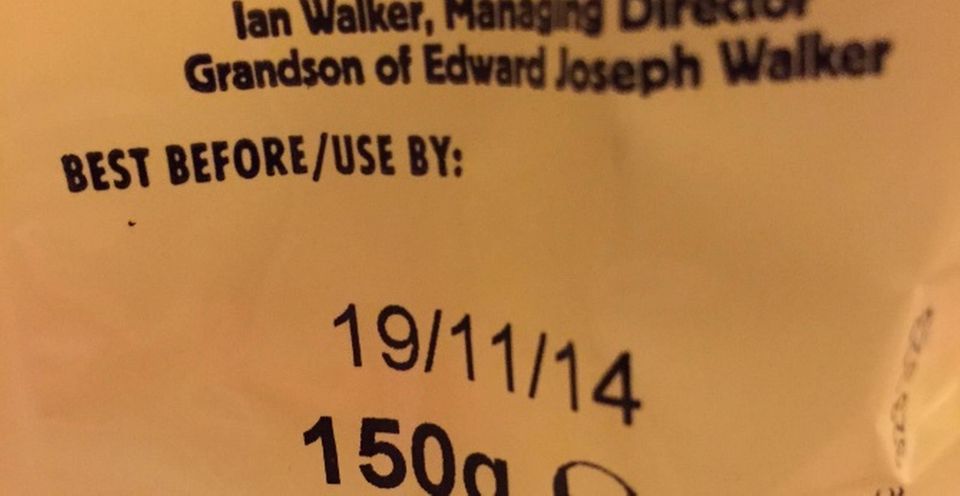 Ian Walker, Managing Director
Grandson of Edward Joseph Walker
BEST BEFORE/USE BY:
19/11/14
150g